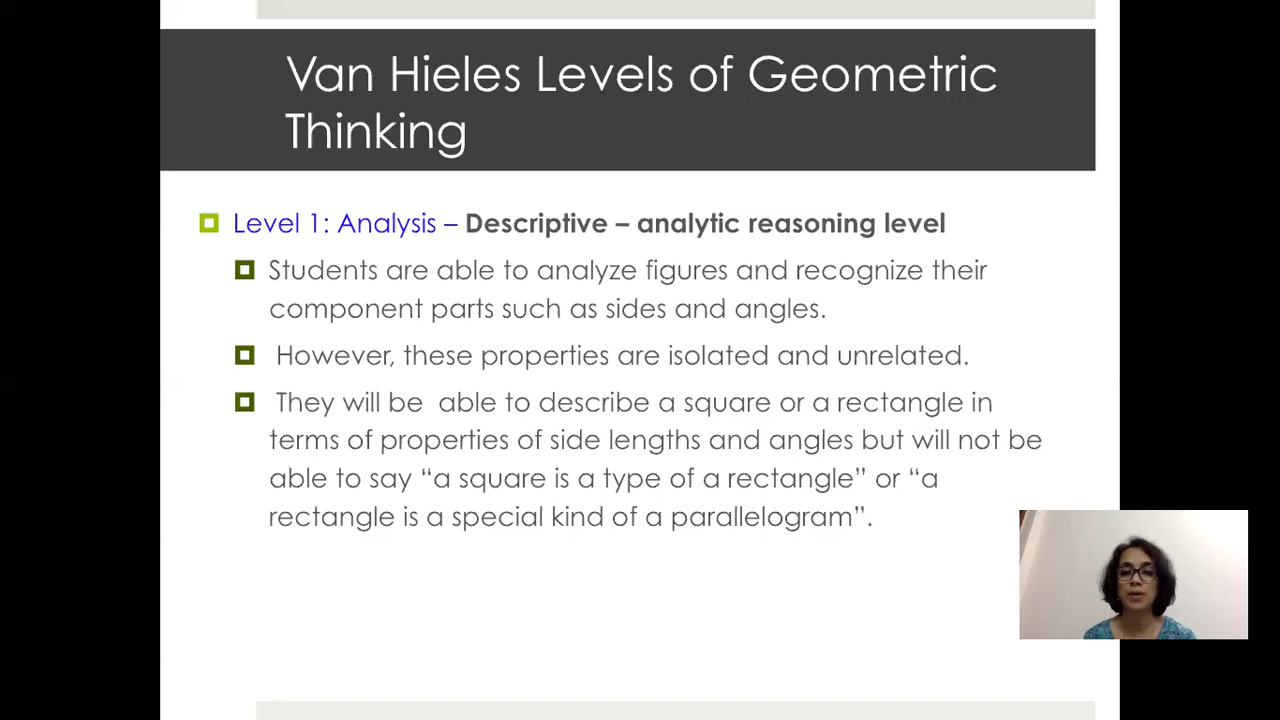 Van Hieles Levels of Geometric
Thinking
Level 1: Analysis – Descriptive – analytic reasoning level
Students are able to analyze figures and recognize their
component parts such as sides and angles.
However, these properties are isolated and unrelated.
They will be  able to describe a square or a rectangle in
terms of properties of side lengths and angles but will not be
able to say “a square is a type of a rectangle” or “a
rectangle is a special kind of a parallelogram”.